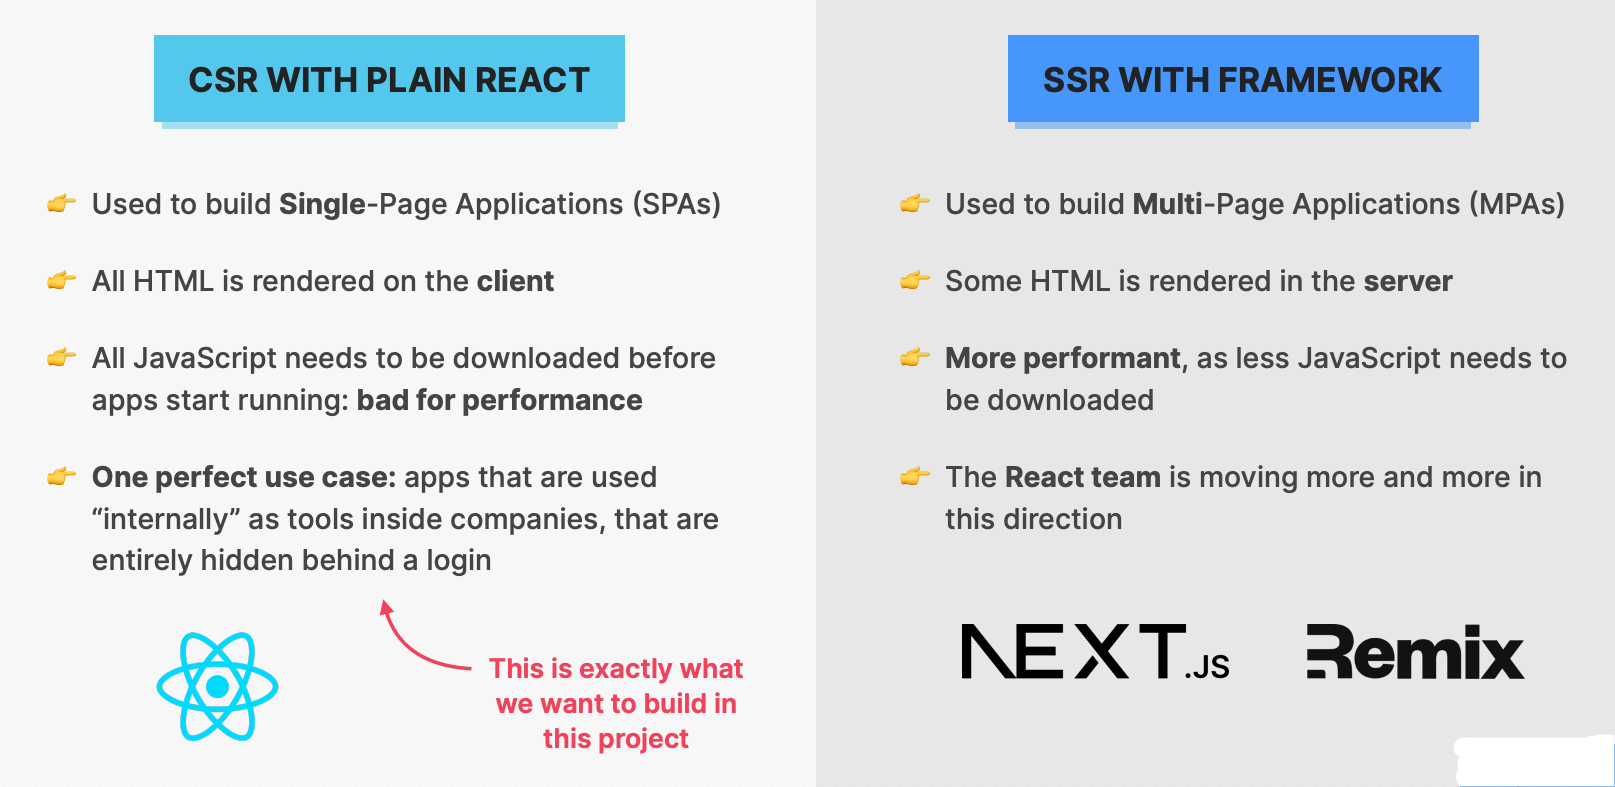 CSR WITH PLAIN REACT
Used to build Single-Page Applications (SPAs)
All HTML is rendered on the client
All JavaScript needs to be downloaded before
apps start running: bad for performance
One perfect use case: apps that are used
“internally” as tools inside companies, that are
entirely hidden behind a login
This is exactly what
we want to build in
this project
SSR WITH FRAMEWORK
Used to build Multi-Page Applications (MPAs)
Some HTML is rendered in the server
More performant, as less JavaScript needs to
be downloaded
The React team is moving more and more in
this direction
NEXT.JS
Remix